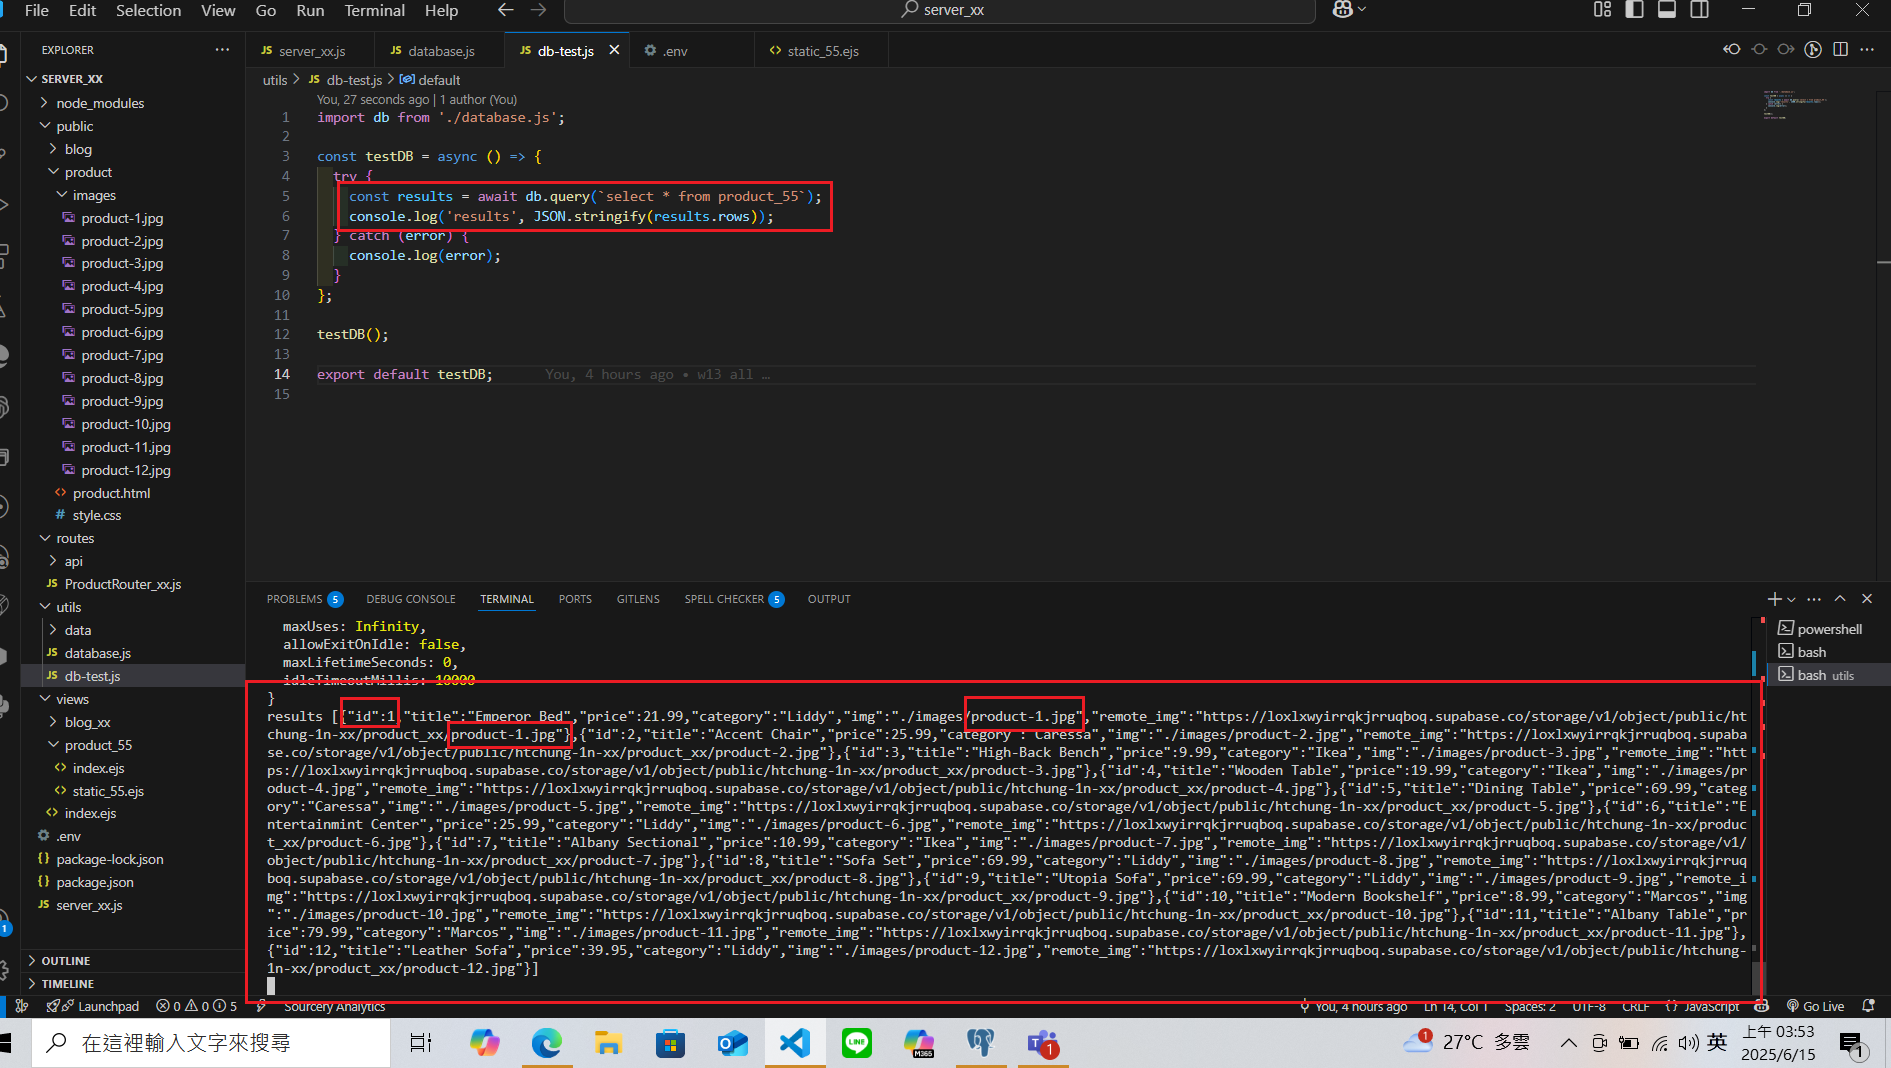 File Edit Selection View Go Run Terminal Help
server_xx
EXPLORER
SERVER_XX
node_modules
public
blog
product
images
product-1.jpg
product-2.jpg
product-3.jpg
product-4.jpg
product-5.jpg
product-6.jpg
product-7.jpg
product-8.jpg
product-9.jpg
product-10.jpg
product-11.jpg
product-12.jpg
product.html
style.css
routes
api
ProductRouter_xx.js
utils
data
database.js
db-test.js
views
blog_xx
product_55
index.ejs
static_55.ejs
index.ejs
.env
package-lock.json
package.json
server_xx.js
OUTLINE
TIMELINE
server_xx.js database.js db-test.js .env static_55.ejs
utils > db-test.js > default
You, 27 seconds ago | 1 author (You)
1 import db from './database.js';
2
3 const testDB = async () => {
4 try {
5 const results = await db.query(`select * from product_55`);
6 console.log('results', JSON.stringify(results.rows));
7 } catch (error) {
8 console.log(error);
9 }
10 };
11
12 testDB();
13
14 export default testDB; You, 4 hours ago • w13 all …
15
PROBLEMS 5 DEBUG CONSOLE TERMINAL PORTS GITLENS SPELL CHECKER 5 OUTPUT
powershell
bash
bash utils
maxUses: Infinity,
allowExitOnIdle: false,
maxLifetimeSeconds: 0,
idleTimeoutMillis: 10000
}
results [{"id":1,"title":"Emperor Bed","price":21.99,"category":"Liddy","img":"./images/product-1.jpg","remote_img":"https://loxlxwyirrqkjrruqboq.supabase.co/storage/v1/object/public/ht
chung-1n-xx/product_xx/product-1.jpg"},{"id":2,"title":"Accent Chair","price":25.99,"category":"Caressa","img":"./images/product-2.jpg","remote_img":"https://loxlxwyirrqkjrruqboq.supaba
se.co/storage/v1/object/public/htchung-1n-xx/product_xx/product-2.jpg"},{"id":3,"title":"High-Back Bench","price":9.99,"category":"Ikea","img":"./images/product-3.jpg","remote_img":"htt
ps://loxlxwyirrqkjrruqboq.supabase.co/storage/v1/object/public/htchung-1n-xx/product_xx/product-3.jpg"},{"id":4,"title":"Wooden Table","price":19.99,"category":"Ikea","img":"./images/pr
oduct-4.jpg","remote_img":"https://loxlxwyirrqkjrruqboq.supabase.co/storage/v1/object/public/htchung-1n-xx/product_xx/product-4.jpg"},{"id":5,"title":"Dining Table","price":69.99,"categ
ory":"Caressa","img":"./images/product-5.jpg","remote_img":"https://loxlxwyirrqkjrruqboq.supabase.co/storage/v1/object/public/htchung-1n-xx/product_xx/product-5.jpg"},{"id":6,"title":"E
ntertainmint Center","price":25.99,"category":"Liddy","img":"./images/product-6.jpg","remote_img":"https://loxlxwyirrqkjrruqboq.supabase.co/storage/v1/object/public/htchung-1n-xx/produc
t_xx/product-6.jpg"},{"id":7,"title":"Albany Sectional","price":10.99,"category":"Ikea","img":"./images/product-7.jpg","remote_img":"https://loxlxwyirrqkjrruqboq.supabase.co/storage/v1/
object/public/htchung-1n-xx/product_xx/product-7.jpg"},{"id":8,"title":"Sofa Set","price":69.99,"category":"Liddy","img":"./images/product-8.jpg","remote_img":"https://loxlxwyirrqkjrruq
boq.supabase.co/storage/v1/object/public/htchung-1n-xx/product_xx/product-8.jpg"},{"id":9,"title":"Utopia Sofa","price":69.99,"category":"Liddy","img":"./images/product-9.jpg","remote_i
mg":"https://loxlxwyirrqkjrruqboq.supabase.co/storage/v1/object/public/htchung-1n-xx/product_xx/product-9.jpg"},{"id":10,"title":"Modern Bookshelf","price":8.99,"category":"Marcos","img
":"./images/product-10.jpg","remote_img":"https://loxlxwyirrqkjrruqboq.supabase.co/storage/v1/object/public/htchung-1n-xx/product_xx/product-10.jpg"},{"id":11,"title":"Albany Table","pr
ice":79.99,"category":"Marcos","img":"./images/product-11.jpg","remote_img":"https://loxlxwyirrqkjrruqboq.supabase.co/storage/v1/object/public/htchung-1n-xx/product_xx/product-11.jpg"},
{"id":12,"title":"Leather Sofa","price":39.95,"category":"Liddy","img":"./images/product-12.jpg","remote_img":"https://loxlxwyirrqkjrruqboq.supabase.co/storage/v1/object/public/htchung-
1n-xx/product_xx/product-12.jpg"}]
Launchpad 0 0 5 Sourcery Analytics You, 4 hours ago Ln 14, Col 1 Spaces: 2 UTF-8 CRLF {} JavaScript Go Live
在這裡輸入文字來搜尋
LINE
M365
1
1 27°C 多雲 英 上午 03:53
2025/6/15
1